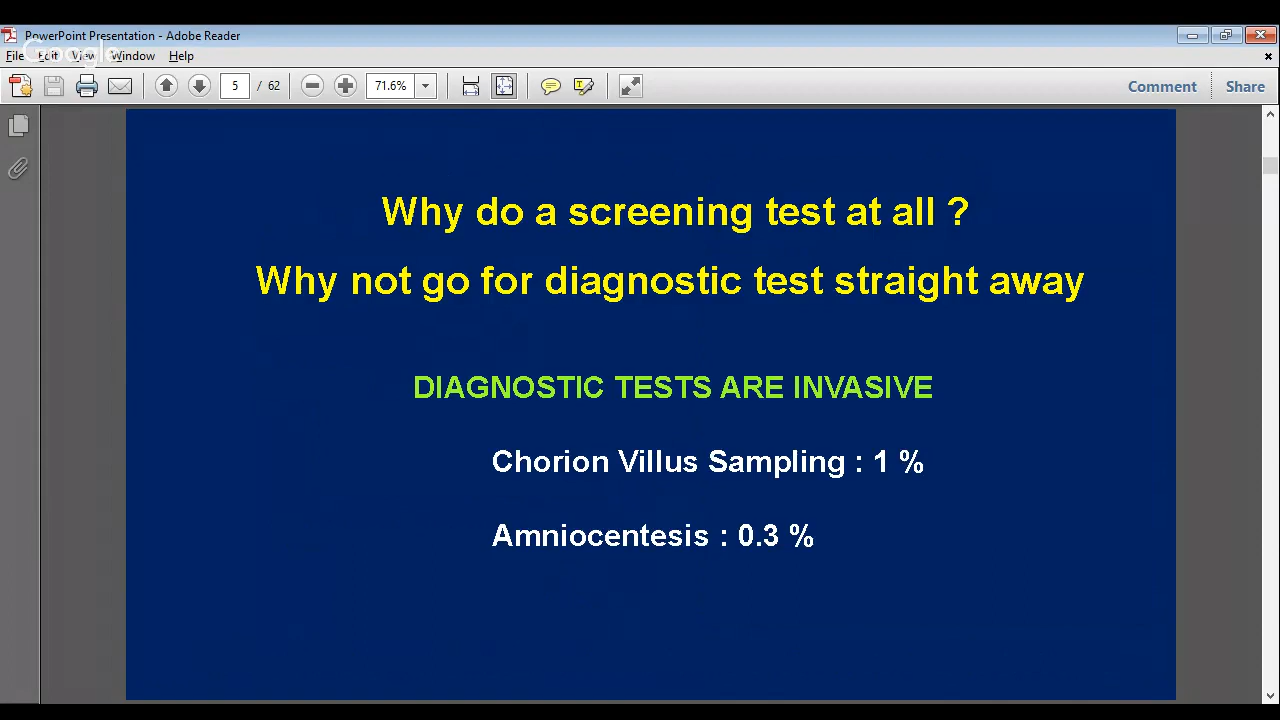 PowerPoint Presentation - Adobe Reader
Google
File Edit View Window Help
5 / 62 71.6% Comment Share
Why do a screening test at all ?
Why not go for diagnostic test straight away
DIAGNOSTIC TESTS ARE INVASIVE
Chorion Villus Sampling : 1 %
Amniocentesis : 0.3 %